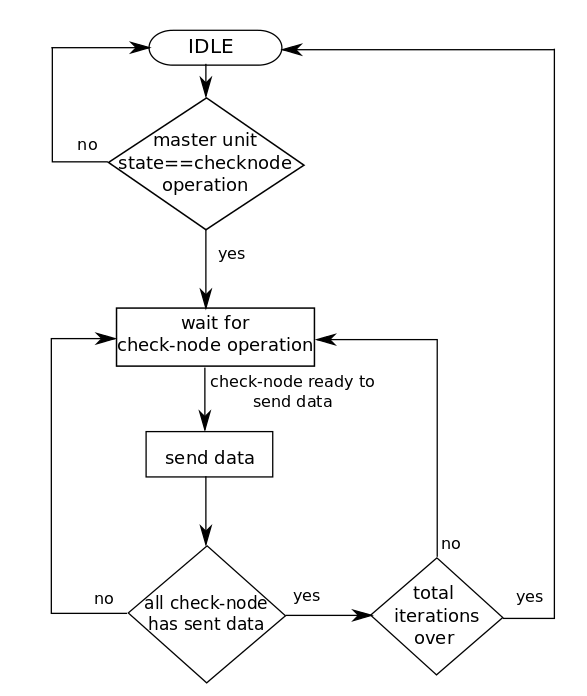 IDLE
no
master unit
state==checknode
operation
yes
wait for
check-node operation
check-node ready to
send data
send data
no
all check-node
has sent data
yes
no
total
iterations
over
yes